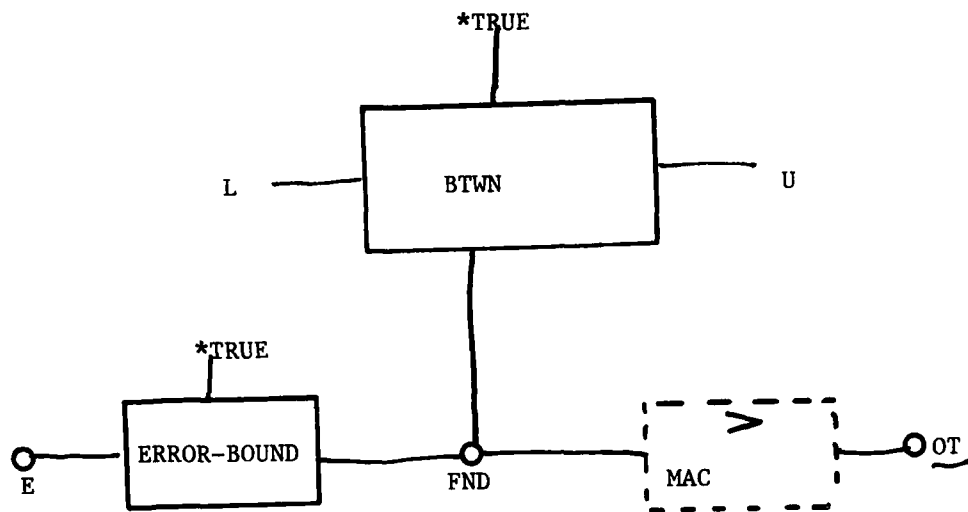 *TRUE
L BTWN U
*TRUE
>
ERROR-BOUND
E FND MAC OT